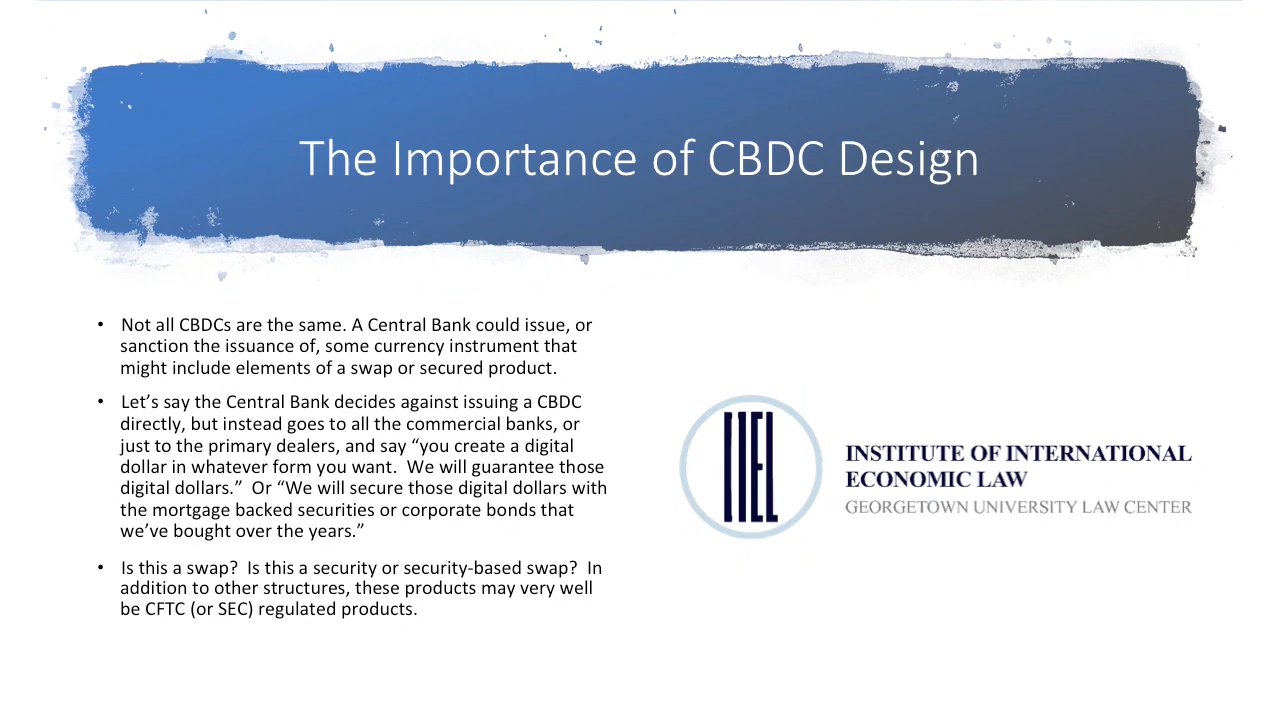 The Importance of CBDC Design
• Not all CBDCs are the same. A Central Bank could issue, or
sanction the issuance of, some currency instrument that
might include elements of a swap or secured product.
• Let’s say the Central Bank decides against issuing a CBDC
directly, but instead goes to all the commercial banks, or
just to the primary dealers, and say “you create a digital
dollar in whatever form you want.  We will guarantee those
digital dollars.”  Or “We will secure those digital dollars with
the mortgage backed securities or corporate bonds that
we’ve bought over the years.”
• Is this a swap?  Is this a security or security-based swap?  In
addition to other structures, these products may very well
be CFTC (or SEC) regulated products.
IIEL
INSTITUTE OF INTERNATIONAL
ECONOMIC LAW
GEORGETOWN UNIVERSITY LAW CENTER